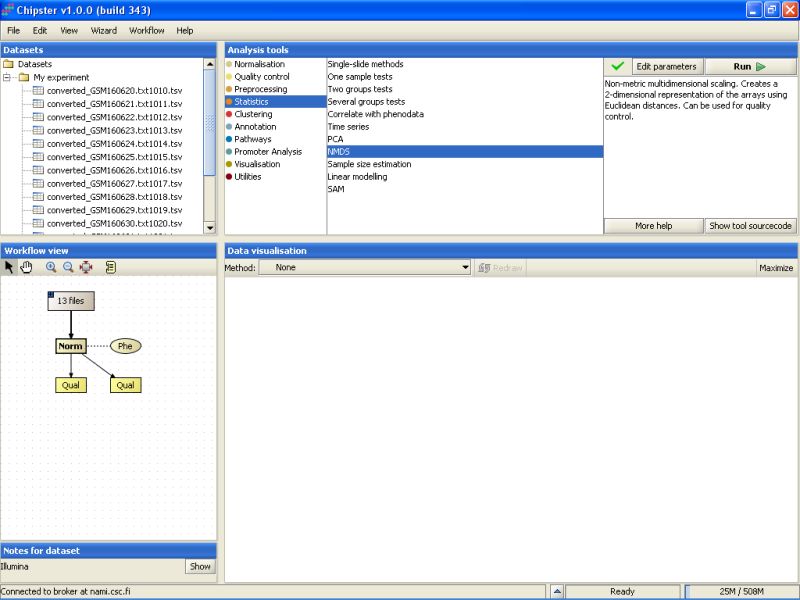 Chipster v1.0.0 (build 343)
File Edit View Wizard Workflow Help
Datasets
Datasets
My experiment
converted_GSM160620.txt1010.tsv
converted_GSM160621.txt1011.tsv
converted_GSM160622.txt1012.tsv
converted_GSM160623.txt1013.tsv
converted_GSM160624.txt1014.tsv
converted_GSM160625.txt1015.tsv
converted_GSM160626.txt1016.tsv
converted_GSM160627.txt1017.tsv
converted_GSM160628.txt1018.tsv
converted_GSM160629.txt1019.tsv
converted_GSM160630.txt1020.tsv
Analysis tools
Normalisation
Quality control
Preprocessing
Statistics
Clustering
Annotation
Pathways
Promoter Analysis
Visualisation
Utilities
Single-slide methods
One sample tests
Two groups tests
Several groups tests
Correlate with phenodata
Time series
PCA
NMDS
Sample size estimation
Linear modelling
SAM
Edit parameters
Run
Non-metric multidimensional scaling. Creates a
2-dimensional representation of the arrays using
Euclidean distances. Can be used for quality
control.
More help
Show tool sourcecode
Workflow view
13 files
Norm
Phe
Qual
Qual
Data visualisation
Method: None
Redraw
Maximize
Notes for dataset
Illumina
Show
Connected to broker at nami.csc.fi
Ready
25M / 508M